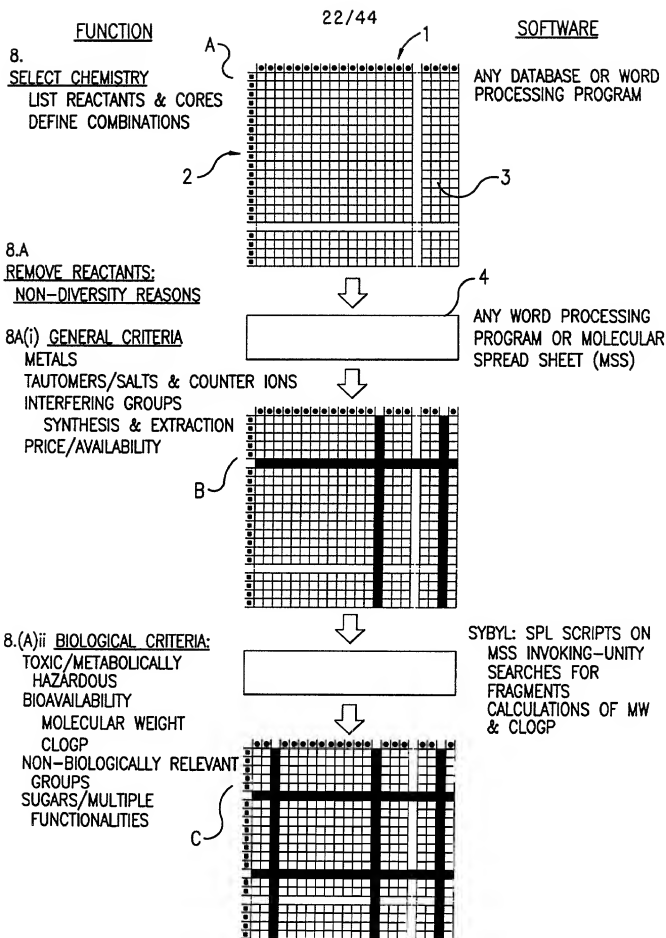 22/44
FUNCTION
SOFTWARE
8.
SELECT CHEMISTRY
LIST REACTANTS & CORES
DEFINE COMBINATIONS
A
1
ANY DATABASE OR WORD
PROCESSING PROGRAM
2
3
8.A
REMOVE REACTANTS:
NON-DIVERSITY REASONS
4
ANY WORD PROCESSING
PROGRAM OR MOLECULAR
SPREAD SHEET (MSS)
8A(i) GENERAL CRITERIA
METALS
TAUTOMERS/SALTS & COUNTER IONS
INTERFERING GROUPS
SYNTHESIS & EXTRACTION
PRICE/AVAILABILITY
B
8.(A)ii BIOLOGICAL CRITERIA:
TOXIC/METABOLICALLY
HAZARDOUS
BIOAVAILABILITY
MOLECULAR WEIGHT
CLOGP
NON-BIOLOGICALLY RELEVANT
GROUPS
SUGARS/MULTIPLE
FUNCTIONALITIES
SYBYL: SPL SCRIPTS ON
MSS INVOKING-UNITY
SEARCHES FOR
FRAGMENTS
CALCULATIONS OF MW
& CLOGP
C